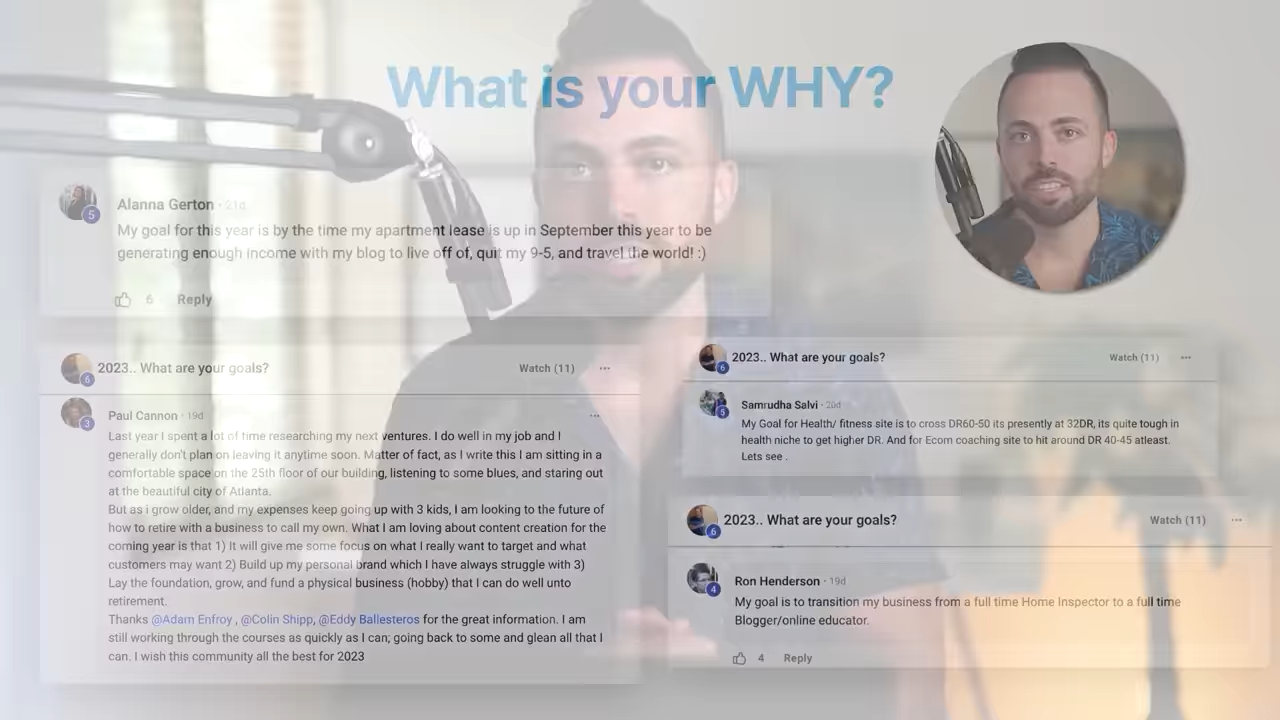 What is your WHY?
Alanna Gerton · 21d
5
My goal for this year is by the time my apartment lease is up in September this year to be
generating enough income with my blog to live off of, quit my 9-5, and travel the world! :)
6 Reply
2023.. What are your goals?
Watch (11)
6
Paul Cannon · 19d
3
Last year I spent a lot of time researching my next ventures. I do well in my job and I
generally don't plan on leaving it anytime soon. Matter of fact, as I write this I am sitting in a
comfortable space on the 25th floor of our building, listening to some blues, and staring out
at the beautiful city of Atlanta.
But as i grow older, and my expenses keep going up with 3 kids, I am looking to the future of
how to retire with a business to call my own. What I am loving about content creation for the
coming year is that 1) It will give me some focus on what I really want to target and what
customers may want 2) Build up my personal brand which I have always struggle with 3)
Lay the foundation, grow, and fund a physical business (hobby) that I can do well unto
retirement.
Thanks @Adam Enfroy , @Colin Shipp, @Eddy Ballesteros for the great information. I am
still working through the courses as quickly as I can; going back to some and glean all that I
can. I wish this community all the best for 2023
2023.. What are your goals?
Watch (11)
6
Samrudha Salvi · 20d
5
My Goal for Health/ fitness site is to cross DR60-50 its presently at 32DR, its quite tough in
health niche to get higher DR. And for Ecom coaching site to hit around DR 40-45 atleast.
Lets see .
2023.. What are your goals?
Watch (11)
6
Ron Henderson · 19d
4
My goal is to transition my business from a full time Home Inspector to a full time
Blogger/online educator.
4 Reply